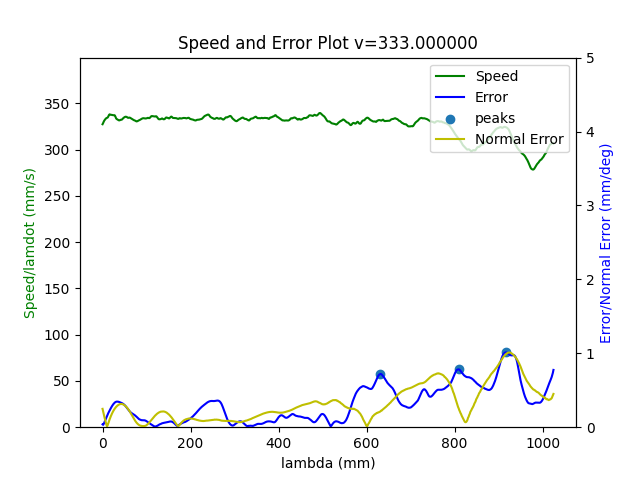 Speed and Error Plot v=333.000000
Speed
Error
peaks
Normal Error
Speed/lamdot (mm/s)
0
50
100
150
200
250
300
350
0
200
400
600
800
1000
lambda (mm)
0
1
2
3
4
5
Error/Normal Error (mm/deg)